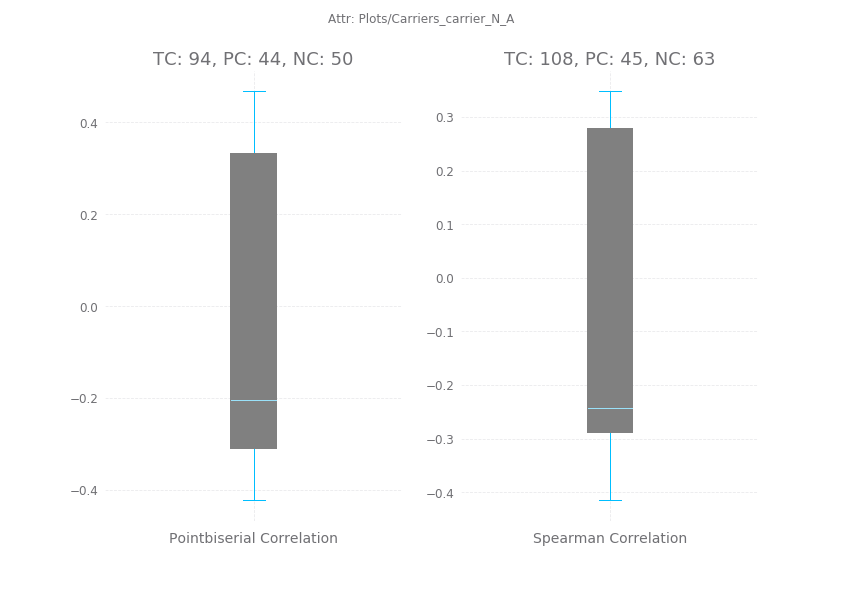 Attr: Plots/Carriers_carrier_N_A
TC: 94, PC: 44, NC: 50
0.4
0.2
0.0
−0.2
−0.4
Pointbiserial Correlation
TC: 108, PC: 45, NC: 63
0.3
0.2
0.1
0.0
−0.1
−0.2
−0.3
−0.4
Spearman Correlation